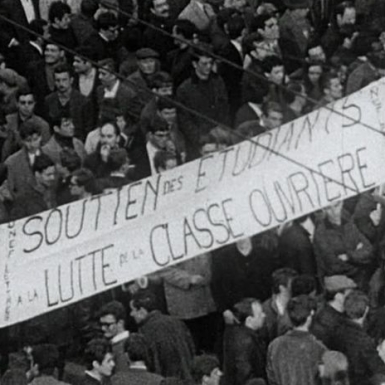 SOUTIEN DES ETUDIANTS
A LA LUTTE DE LA CLASSE OUVRIERE